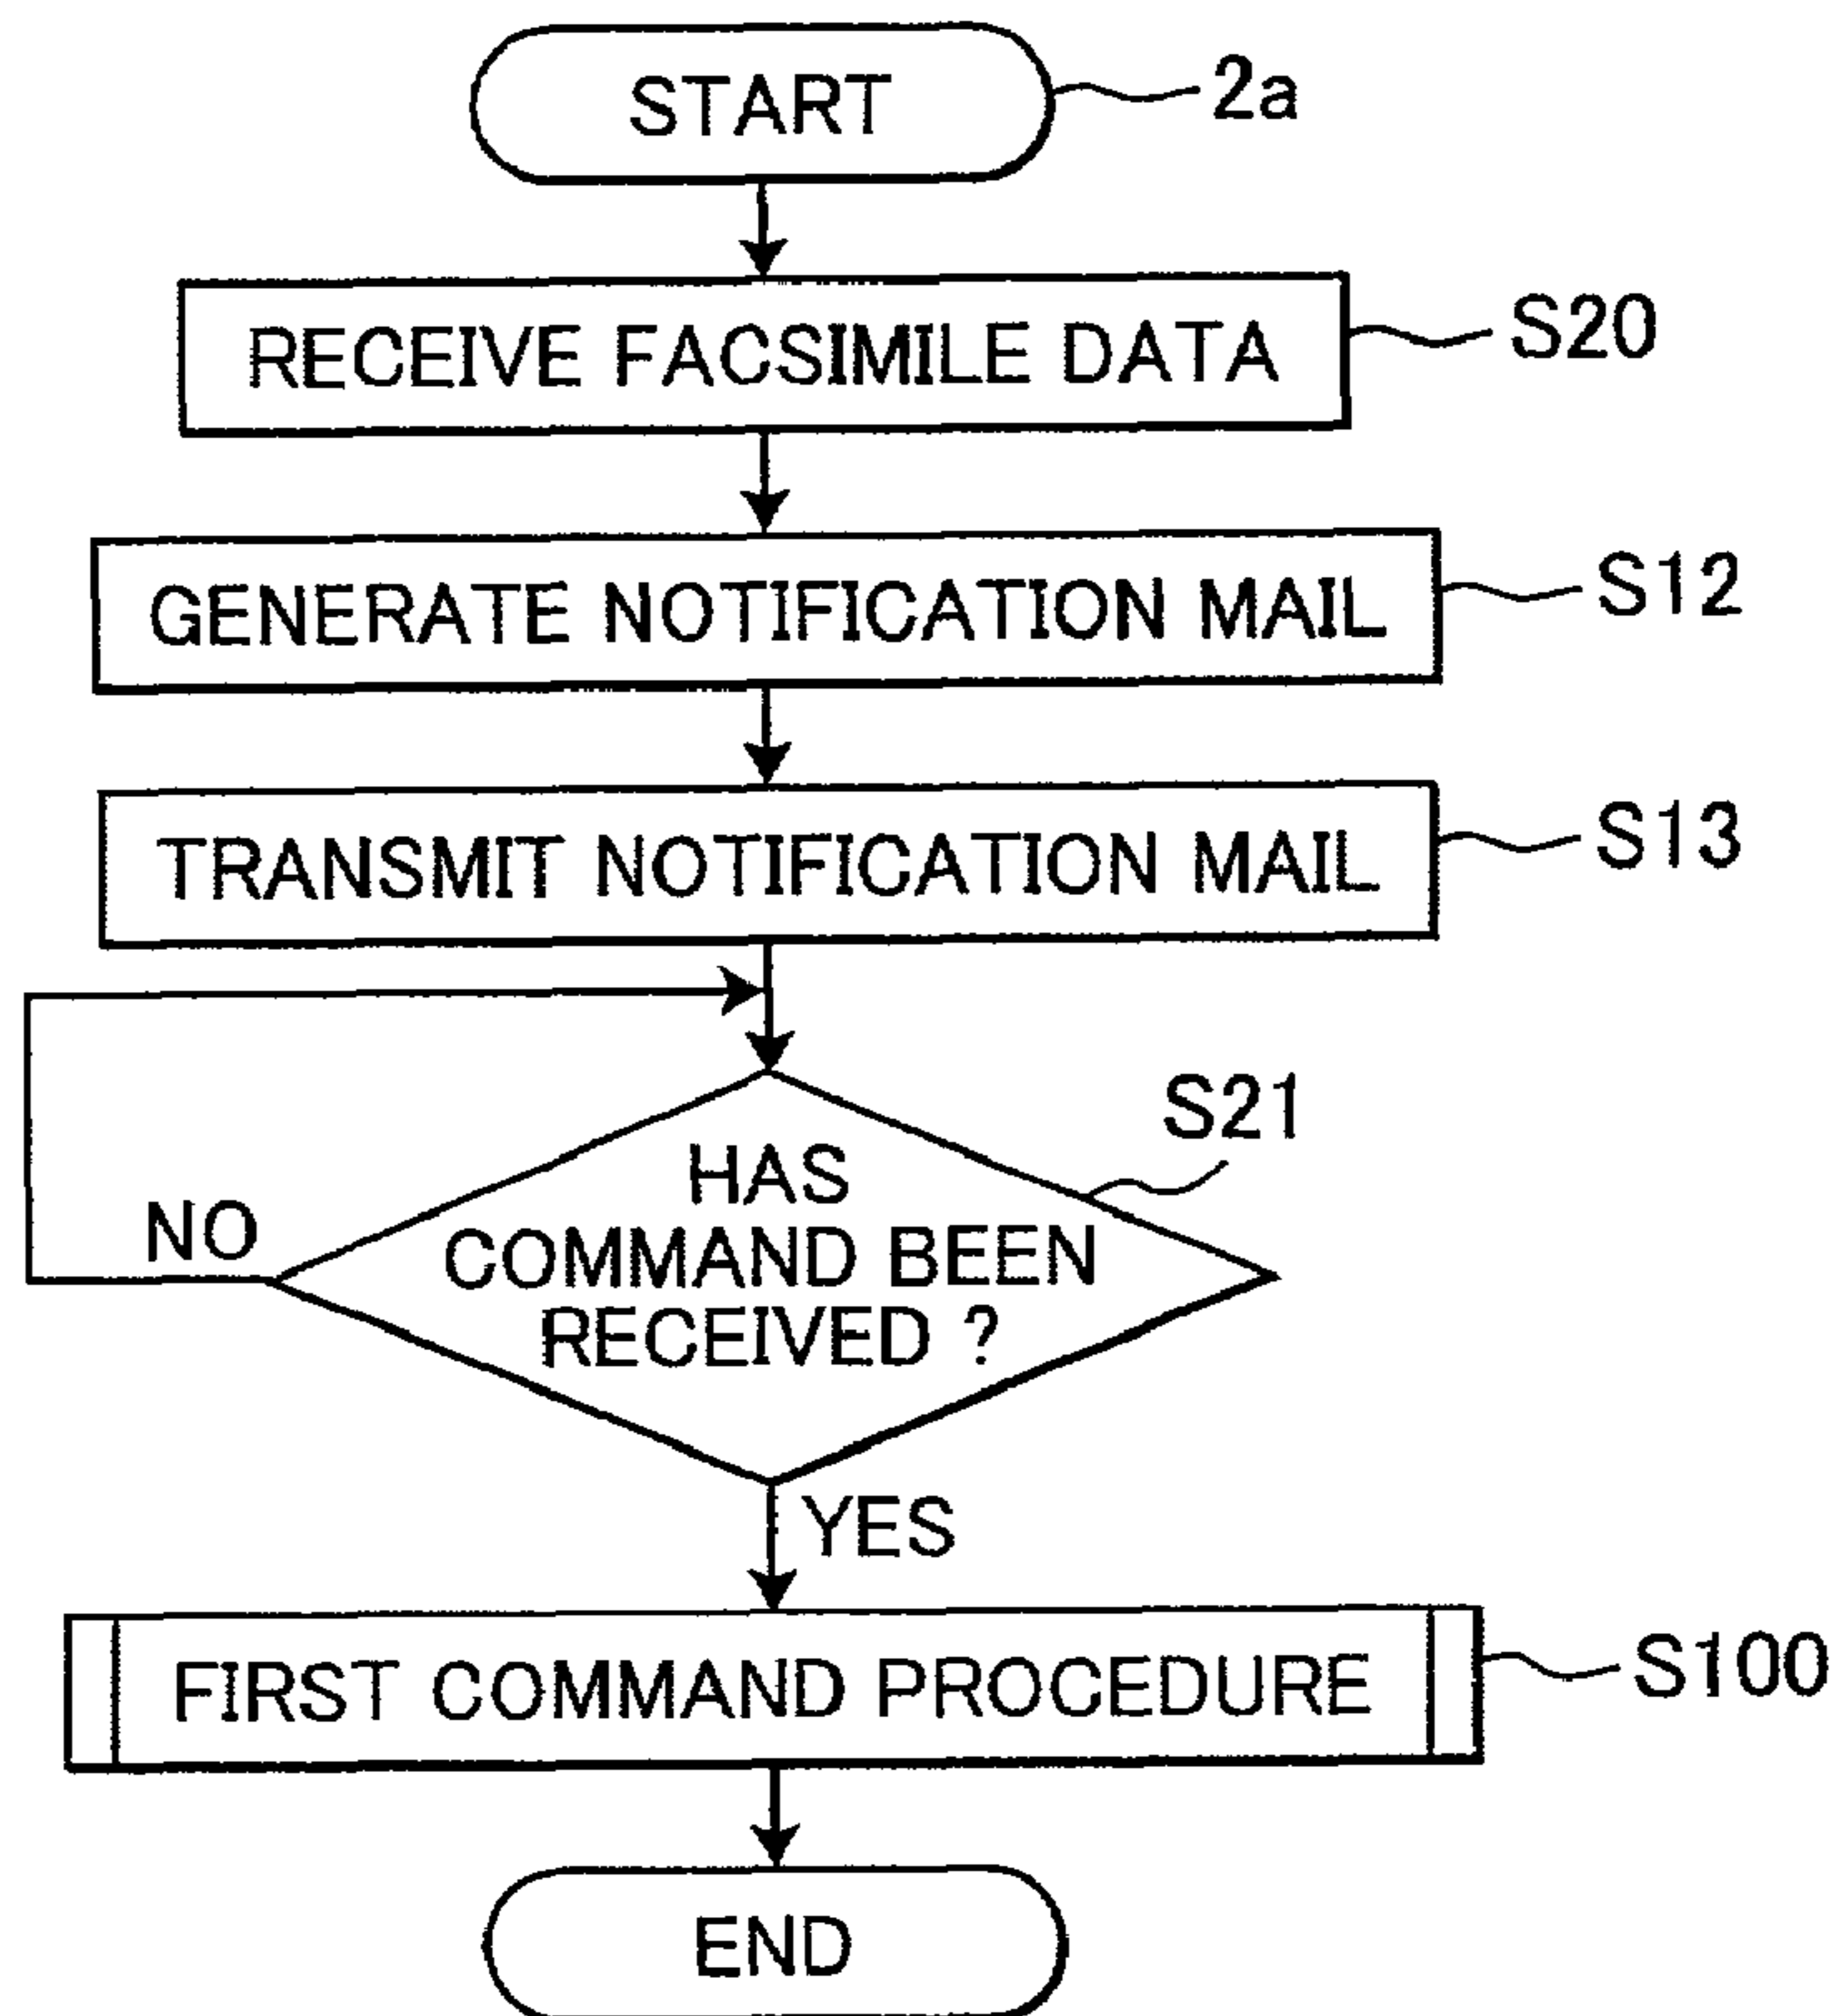 START
2a
RECEIVE FACSIMILE DATA
S20
GENERATE NOTIFICATION MAIL
S12
TRANSMIT NOTIFICATION MAIL
S13
S21
HAS
COMMAND BEEN
RECEIVED ?
NO
YES
FIRST COMMAND PROCEDURE
S100
END